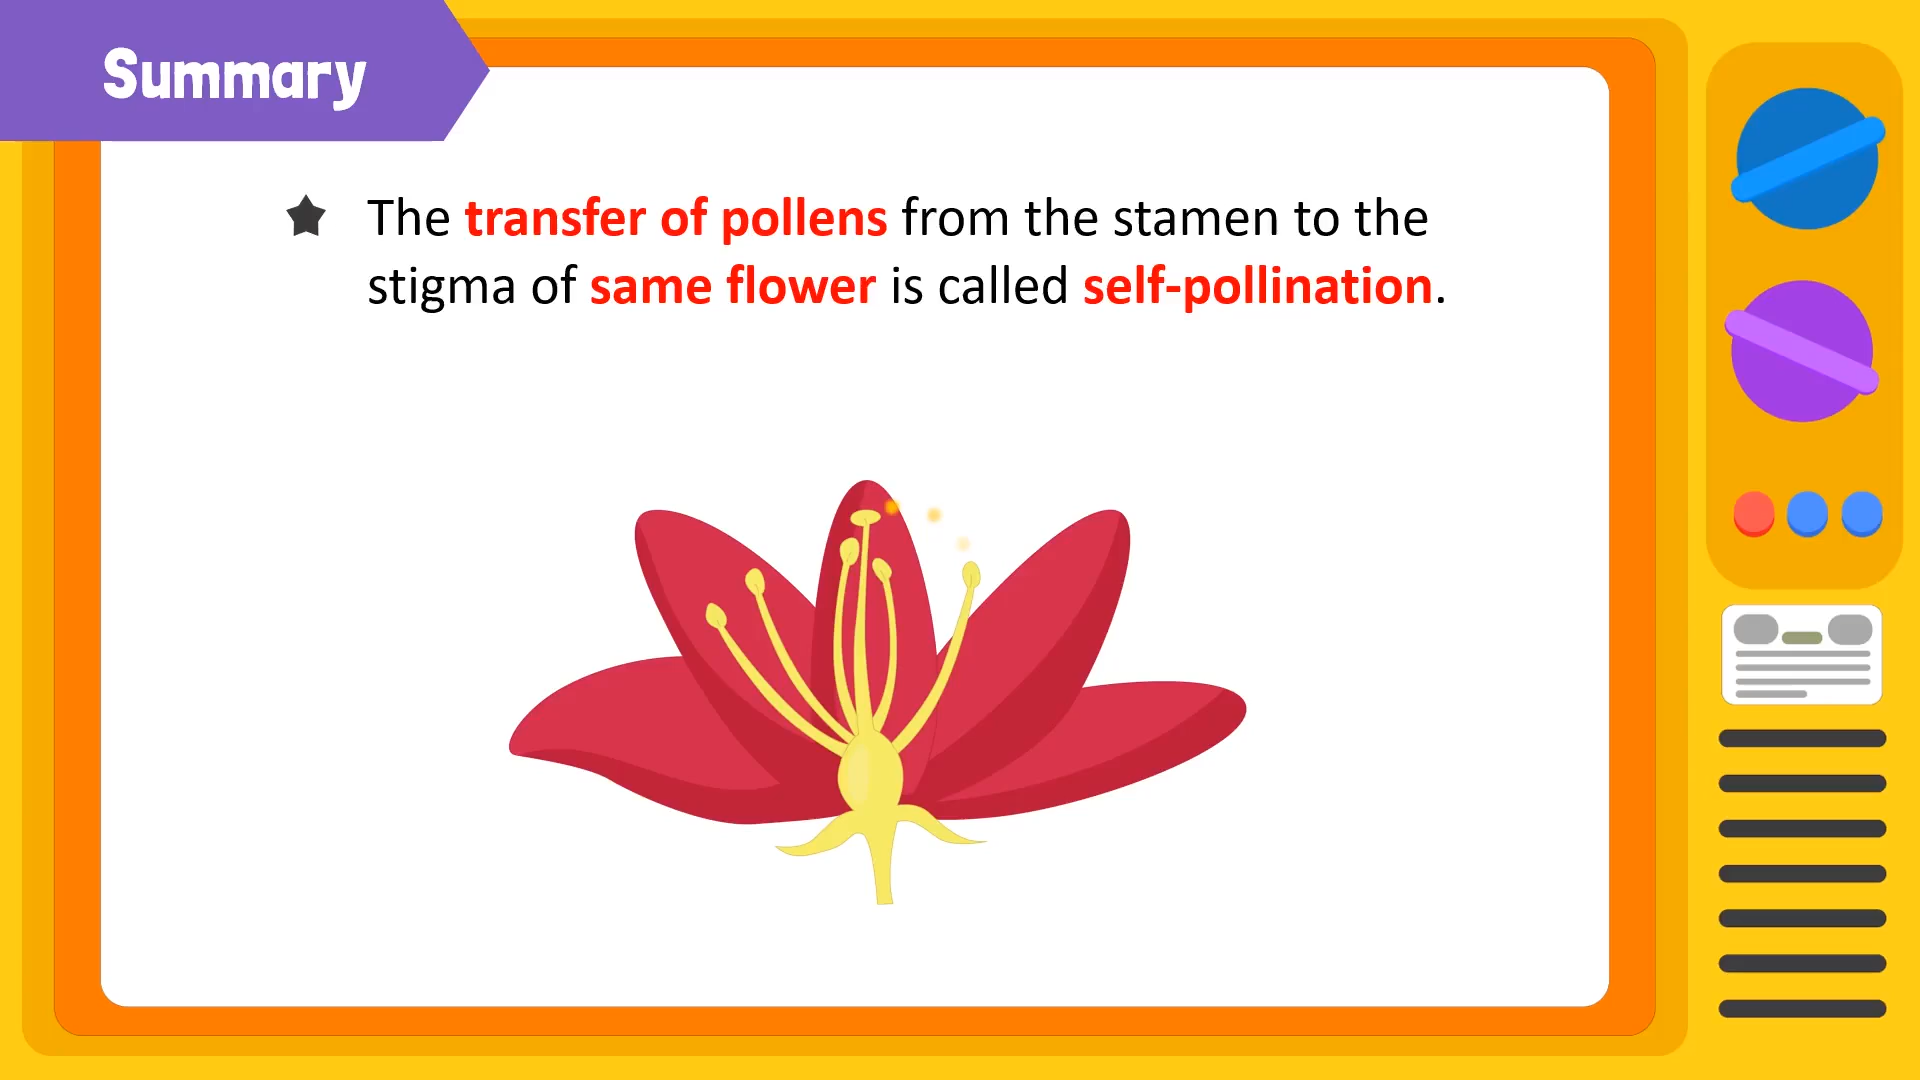 Summary
The transfer of pollens from the stamen to the
stigma of same flower is called self-pollination.